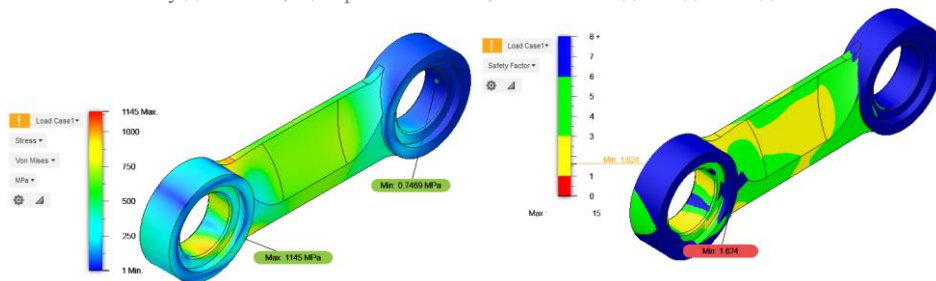 Load Case1
Stress
Von Mises
MPa
1145 Max.
1000
750
500
250
1 Min.
Min: 0.7469 MPa
Max: 1145 MPa
Load Case1
Safety Factor
8 +
7
6
5
4
3
2
1
0
Max :
15
Min: 1.624
Min: 1.624